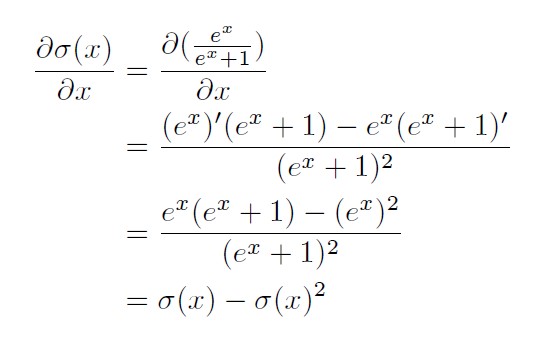 ∂σ(x)/∂x = ∂(e^x/(e^x+1))/∂x
= ((e^x)′(e^x + 1) − e^x(e^x + 1)′)/(e^x + 1)^2
= (e^x(e^x + 1) − (e^x)^2)/(e^x + 1)^2
= σ(x) − σ(x)^2